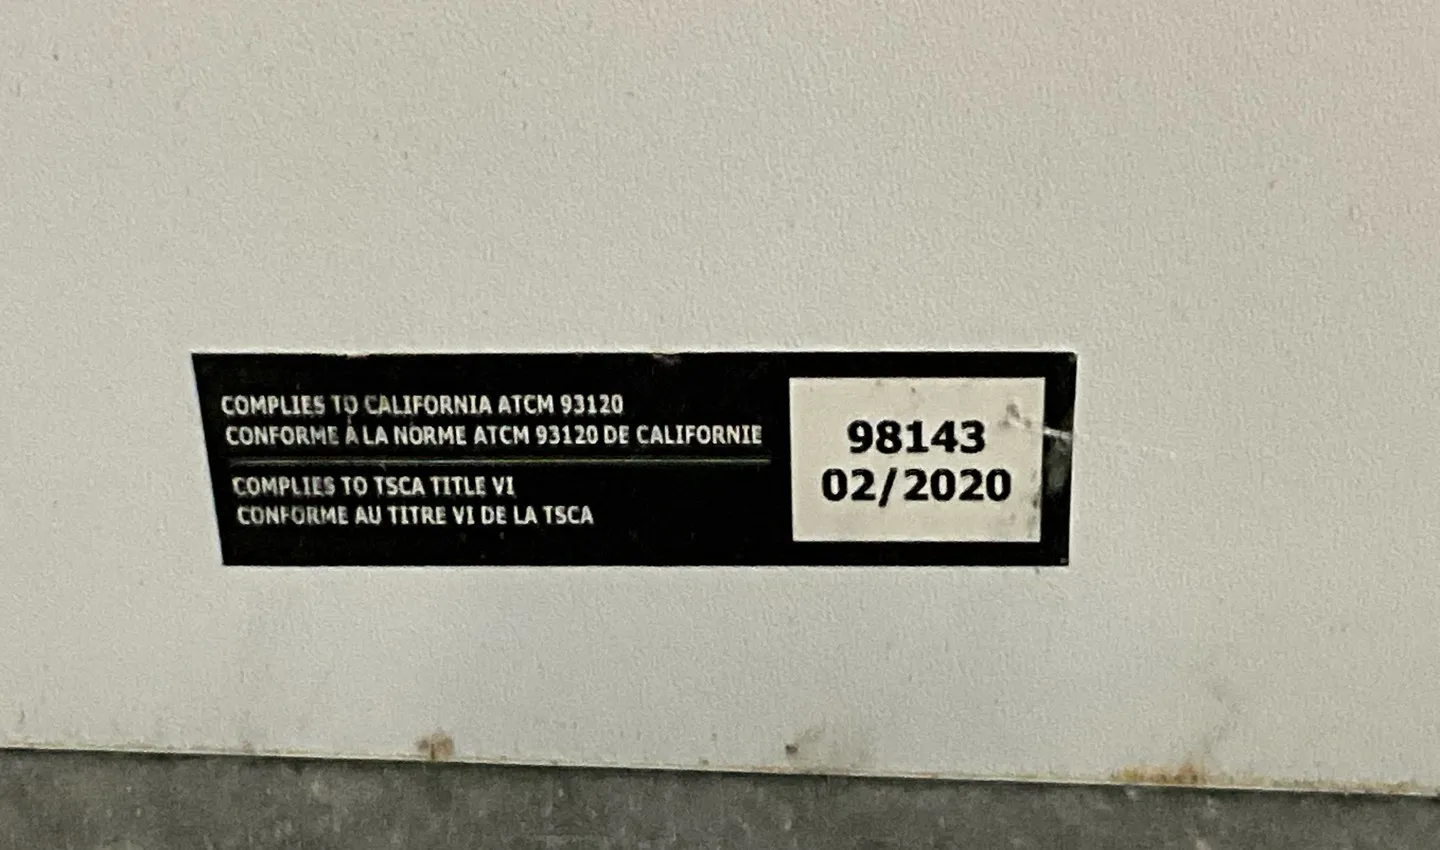 COMPLIES TO CALIFORNIA ATCM 93120
CONFORME À LA NORME ATCM 93120 DE CALIFORNIE
COMPLIES TO TSCA TITLE VI
CONFORME AU TITRE VI DE LA TSCA
98143
02/2020